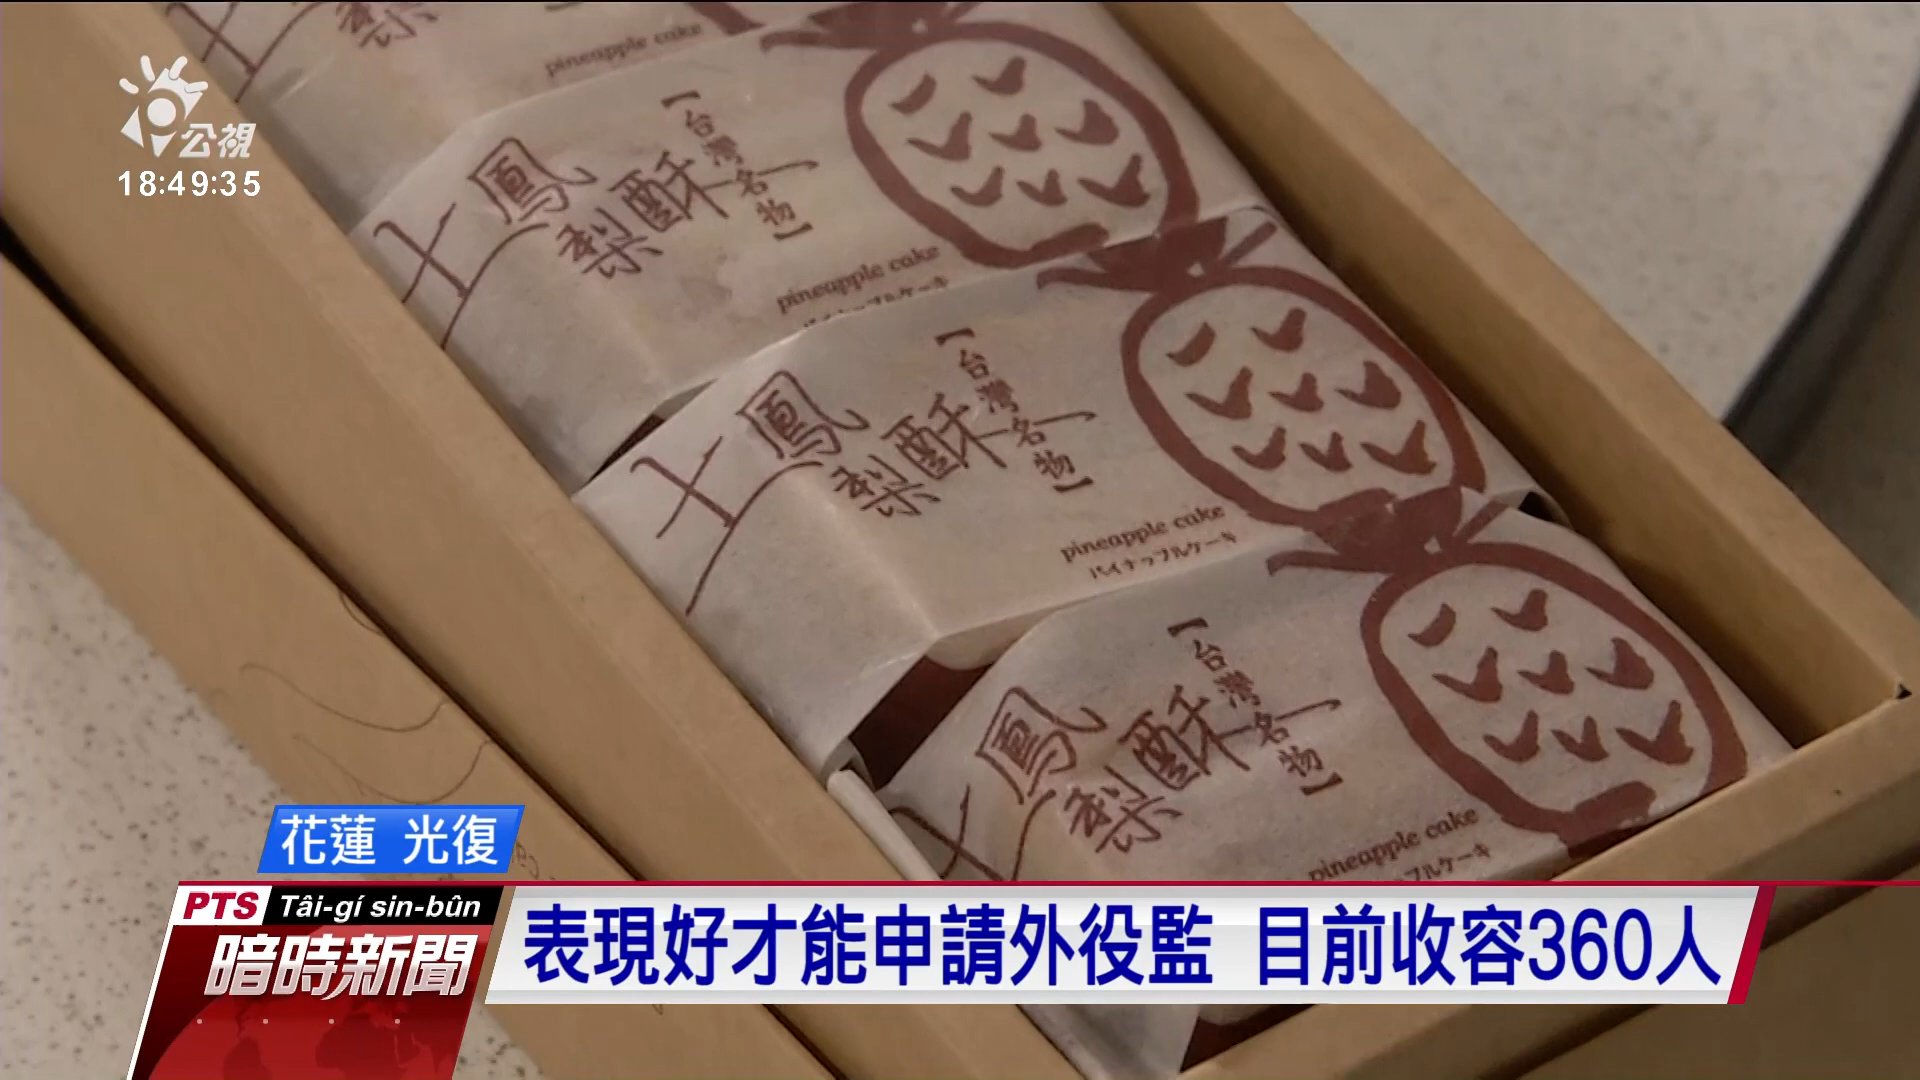 公視
18:49:35
梨
pineapple cake
土鳳梨酥
【台灣名物】
pineapple cake
パイナップルケーキ
土鳳梨酥
【台灣名物】
pineapple cake
パイナップルケーキ
土鳳梨酥
【台灣名物】
pineapple cake
花蓮 光復
PTS Tâi-gí sin-bûn
暗時新聞
表現好才能申請外役監 目前收容360人